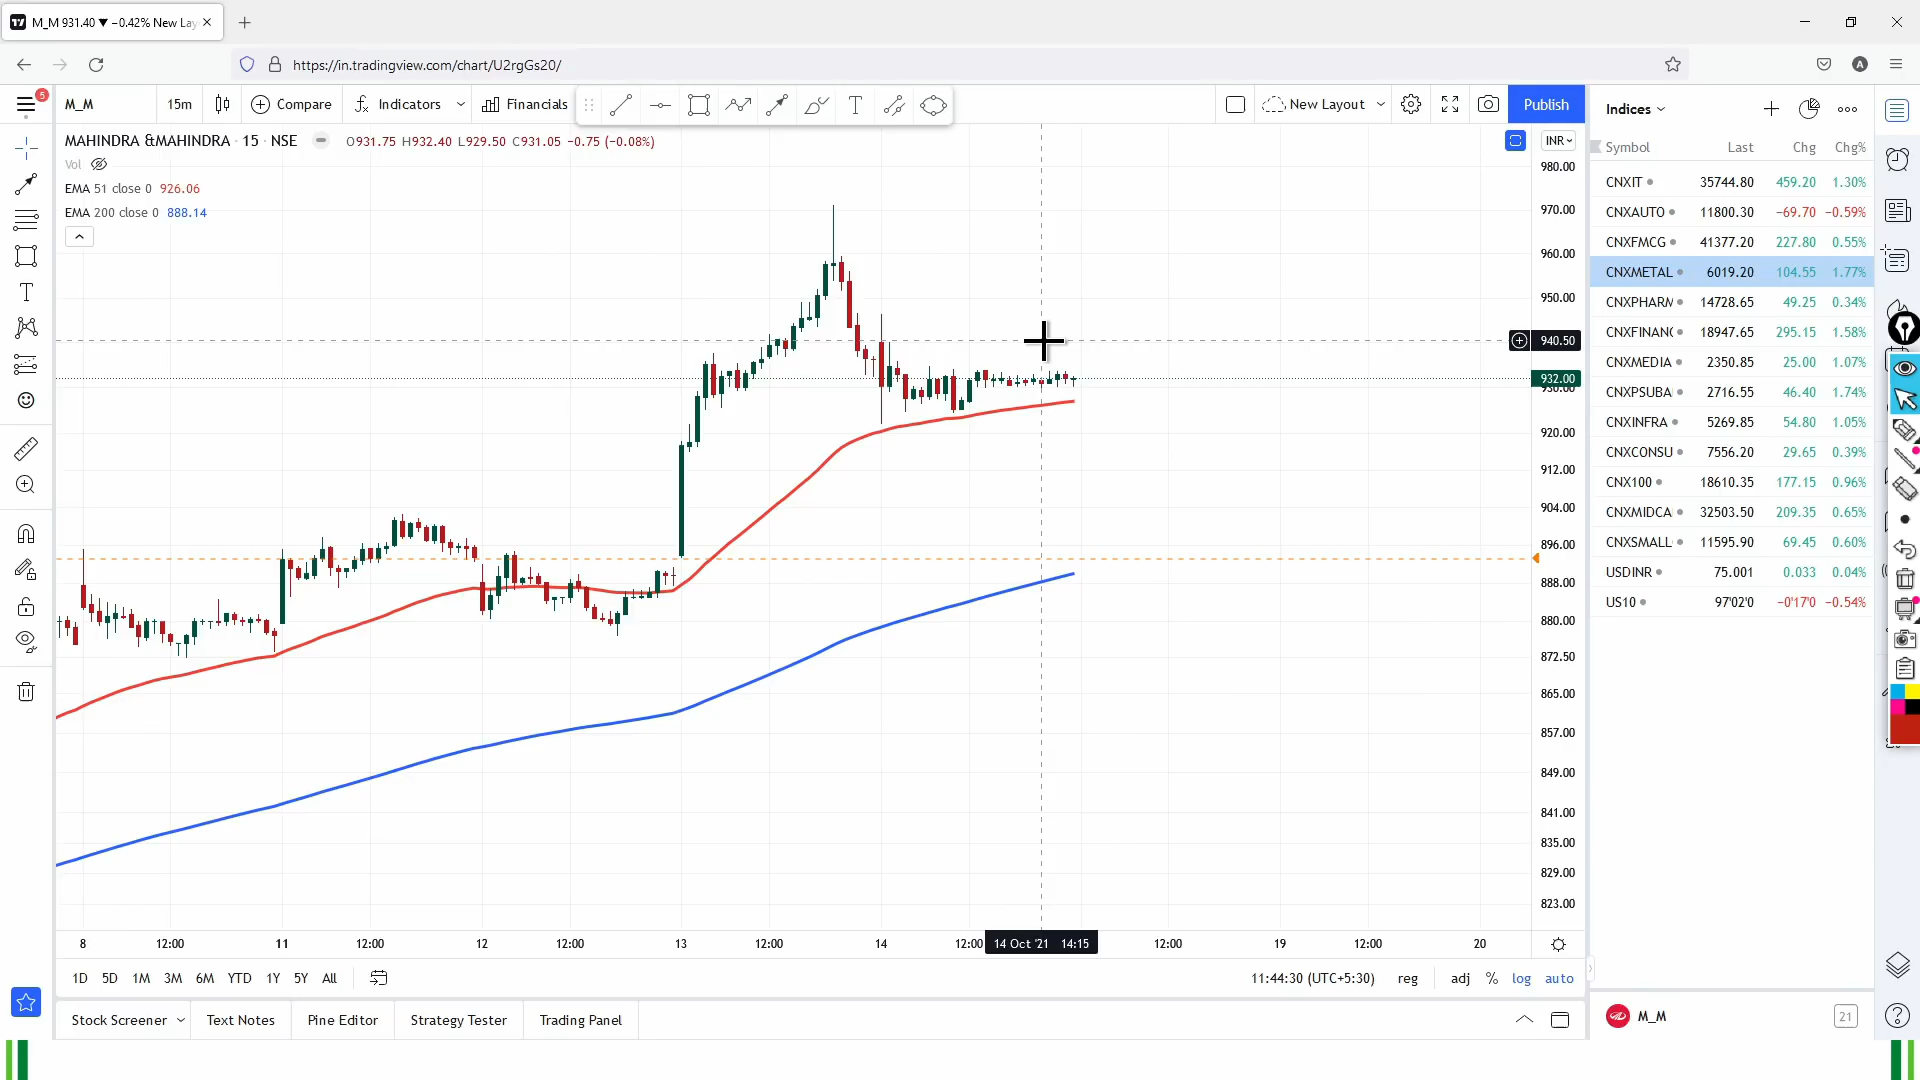 M_M 931.40 ▼ −0.42% New Lay
https://in.tradingview.com/chart/U2rgGs20/
5
M_M 15m Compare Indicators Financials New Layout Publish
Indices
MAHINDRA &MAHINDRA · 15 · NSE O931.75 H932.40 L929.50 C931.05 −0.75 (−0.08%)
INR
Vol
EMA 51 close 0 926.06
EMA 200 close 0 888.14
980.00
970.00
960.00
950.00
940.50
932.00
930.00
920.00
912.00
904.00
896.00
888.00
880.00
872.50
865.00
857.00
849.00
841.00
835.00
829.00
823.00
8 12:00 11 12:00 12 12:00 13 12:00 14 12:00 14 Oct '21 14:15 12:00 19 12:00 20
1D 5D 1M 3M 6M YTD 1Y 5Y All
11:44:30 (UTC+5:30) reg adj % log auto
Stock Screener Text Notes Pine Editor Strategy Tester Trading Panel
Symbol Last Chg Chg%
CNXIT 35744.80 459.20 1.30%
CNXAUTO 11800.30 −69.70 −0.59%
CNXFMCG 41377.20 227.80 0.55%
CNXMETAL 6019.20 104.55 1.77%
CNXPHARM 14728.65 49.25 0.34%
CNXFINANC 18947.65 295.15 1.58%
CNXMEDIA 2350.85 25.00 1.07%
CNXPSUBA 2716.55 46.40 1.74%
CNXINFRA 5269.85 54.80 1.05%
CNXCONSU 7556.20 29.65 0.39%
CNX100 18610.35 177.15 0.96%
CNXMIDCA 32503.50 209.35 0.65%
CNXSMALL 11595.90 69.45 0.60%
USDINR 75.001 0.033 0.04%
US10 97'02'0 −0'17'0 −0.54%
M_M 21